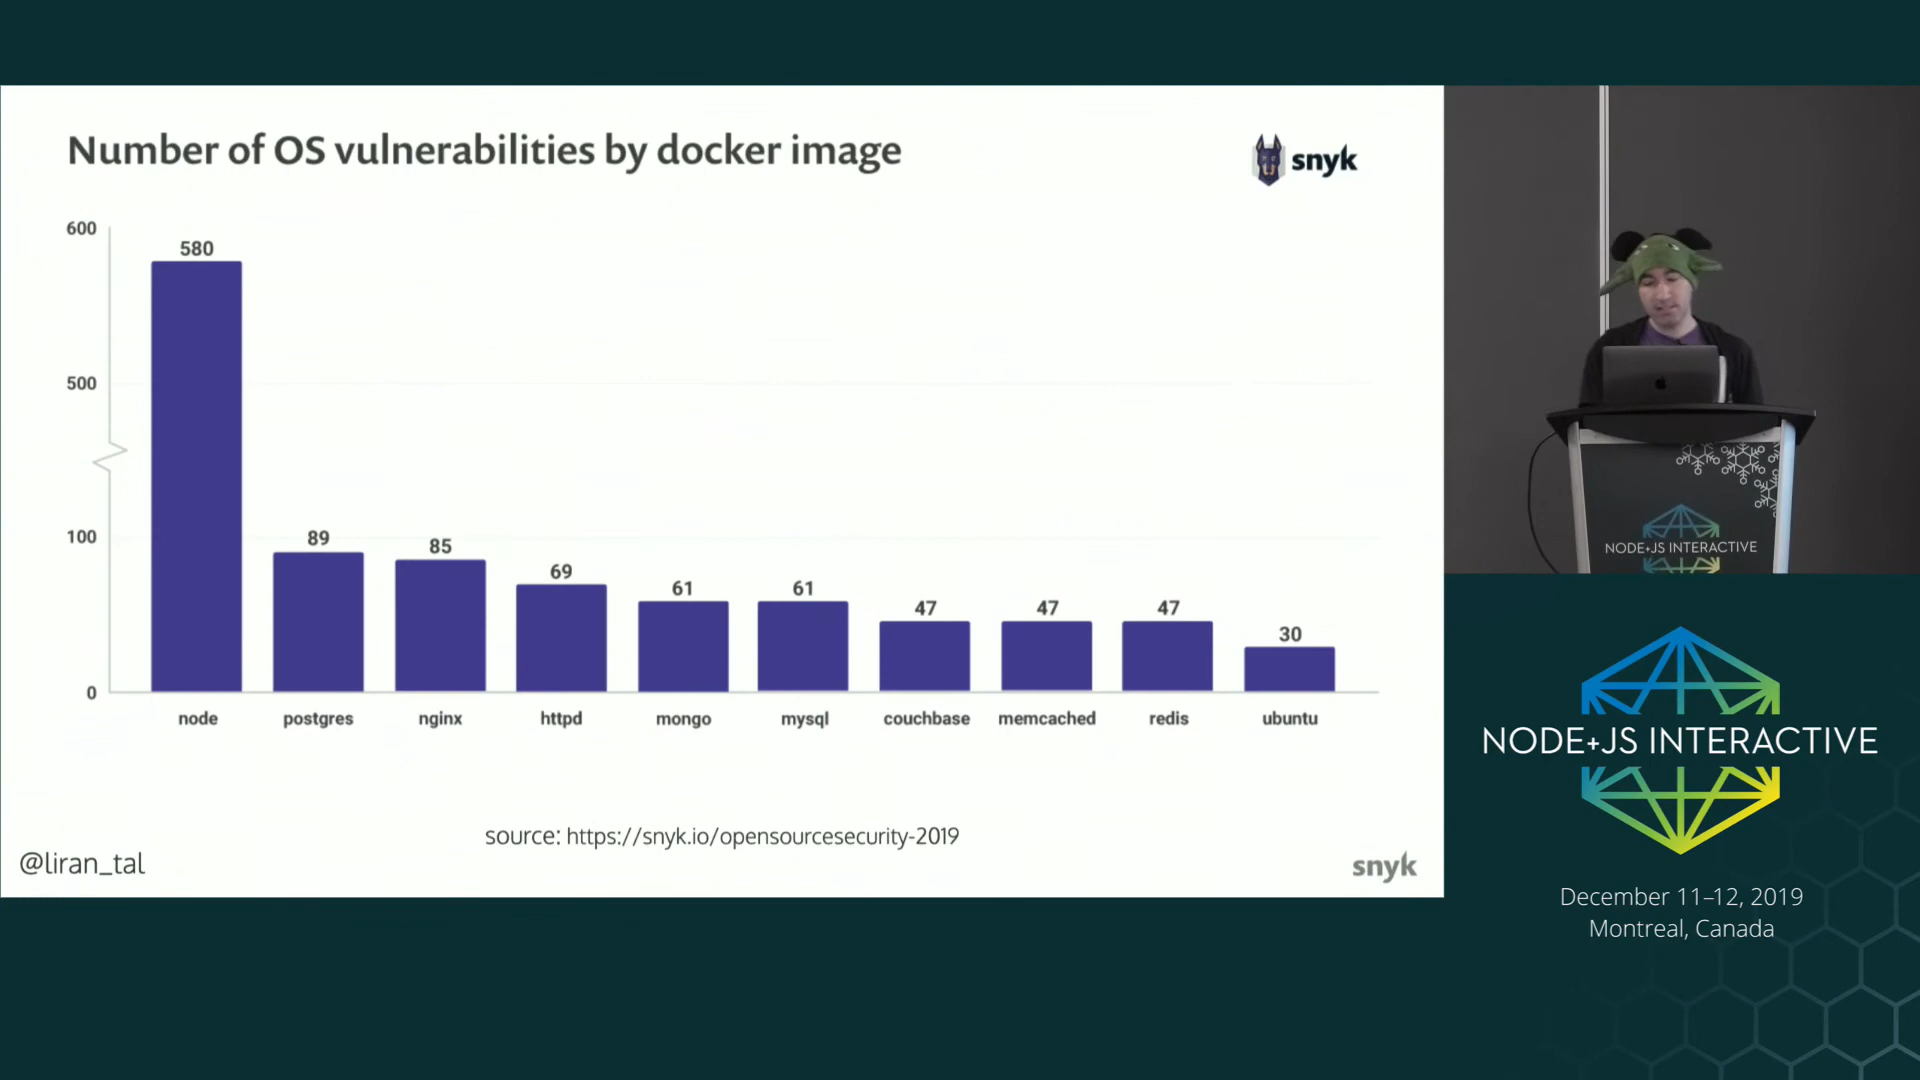 Number of OS vulnerabilities by docker image
snyk
600
500
100
0
580
89
85
69
61
61
47
47
47
30
node
postgres
nginx
httpd
mongo
mysql
couchbase
memcached
redis
ubuntu
source: https://snyk.io/opensourcesecurity-2019
@liran_tal
snyk
NODE+JS INTERACTIVE
NODE+JS INTERACTIVE
December 11–12, 2019
Montreal, Canada